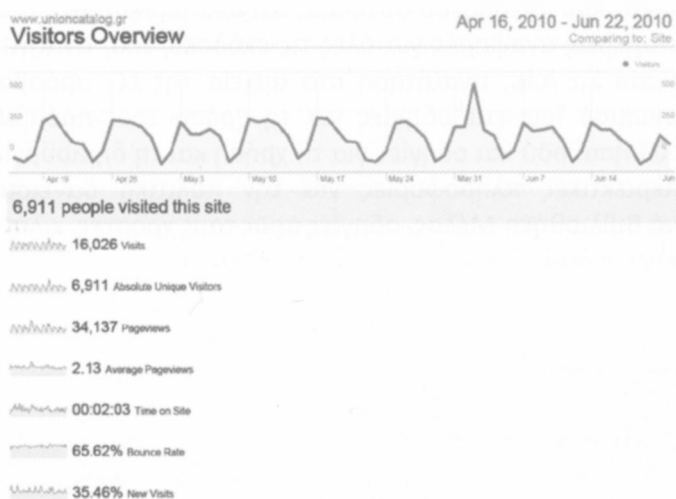 www.unioncatalog.gr
Visitors Overview
Apr 16, 2010 - Jun 22, 2010
Comparing to: Site
Visitors
500 500
250 250
0 0
Apr 19 Apr 26 May 3 May 10 May 17 May 24 May 31 Jun 7 Jun 14 Jun
6,911 people visited this site
16,026 Visits
6,911 Absolute Unique Visitors
34,137 Pageviews
2.13 Average Pageviews
00:02:03 Time on Site
65.62% Bounce Rate
35.46% New Visits